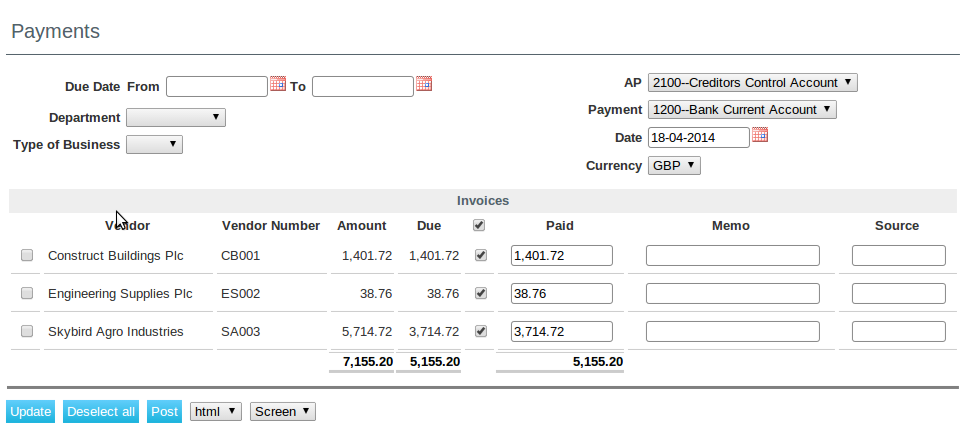 Payments
Due Date From To
Department
Type of Business
AP 2100--Creditors Control Account
Payment 1200--Bank Current Account
Date 18-04-2014
Currency GBP
Invoices
Vendor Vendor Number Amount Due Paid Memo Source
Construct Buildings Plc CB001 1,401.72 1,401.72 1,401.72
Engineering Supplies Plc ES002 38.76 38.76 38.76
Skybird Agro Industries SA003 5,714.72 3,714.72 3,714.72
7,155.20 5,155.20 5,155.20
Update Deselect all Post html Screen